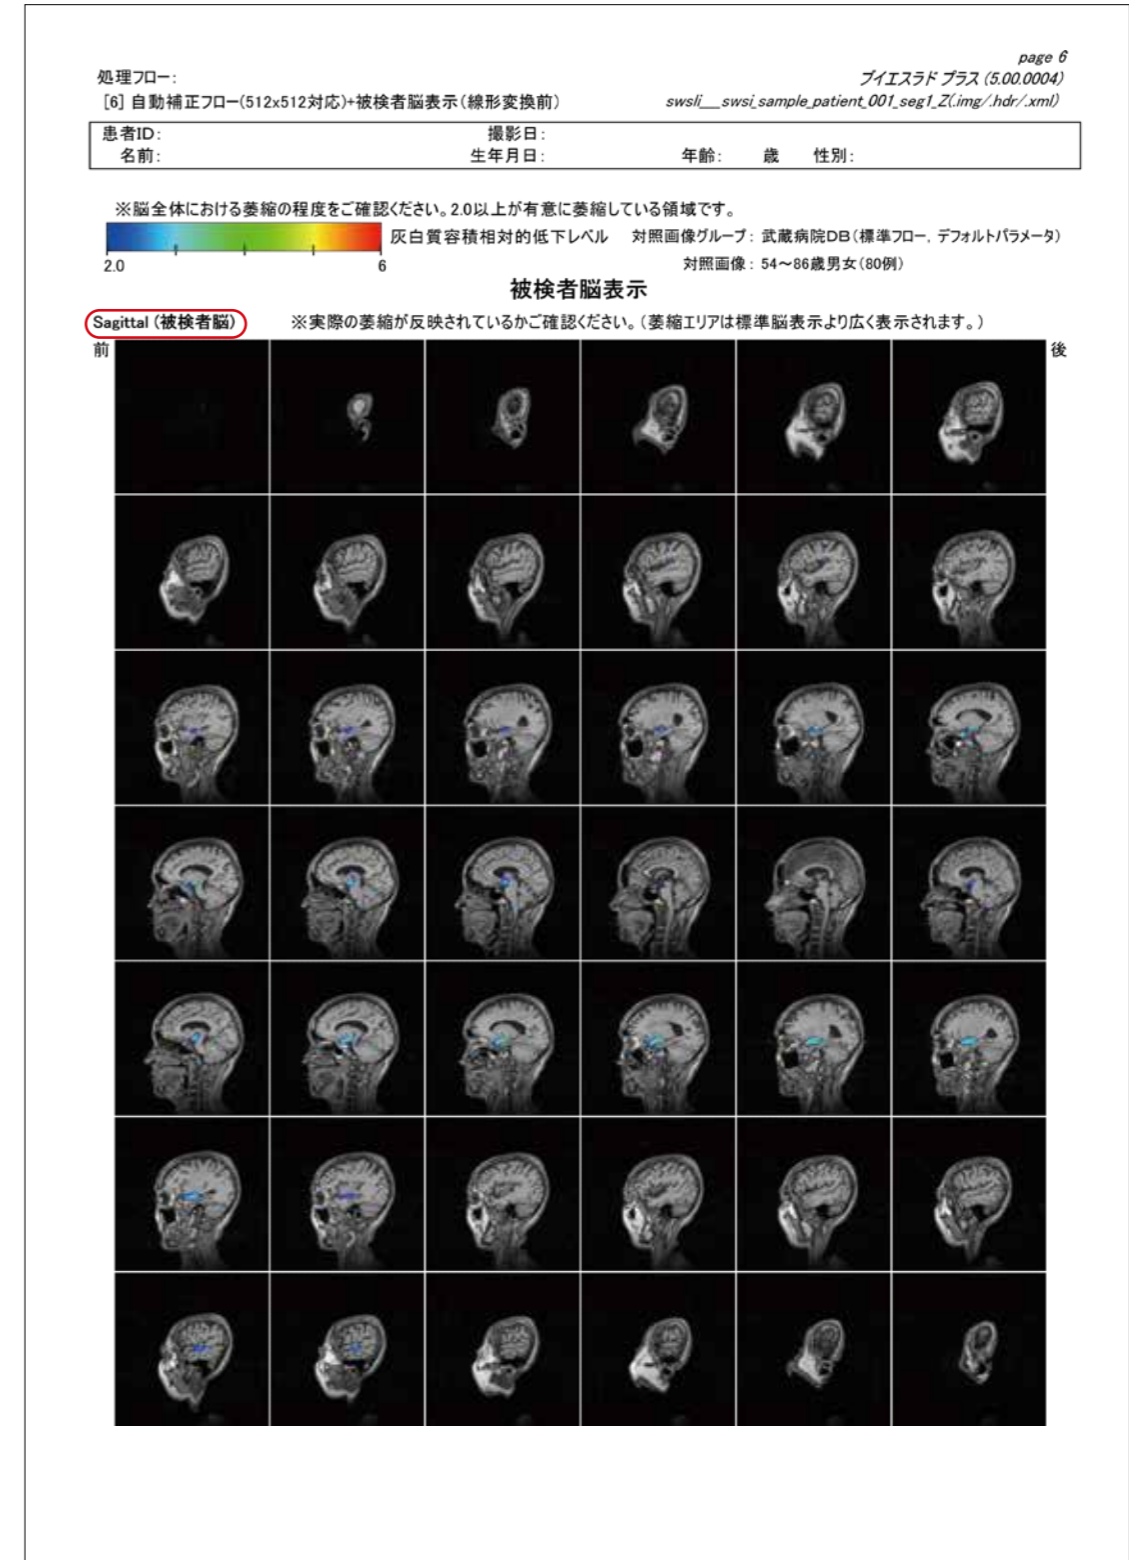 page 6
処理フロー:
ブイエスラド プラス (5.00.0004)
[6] 自動補正フロー(512x512対応)+被検者脳表示(線形変換前)
swsli__swsi_sample_patient_001_seg1_Z(.img/.hdr/.xml)
患者ID: 撮影日:
名前: 生年月日: 年齢: 歳 性別:
※脳全体における萎縮の程度をご確認ください。2.0以上が有意に萎縮している領域です。
灰白質容積相対的低下レベル 対照画像グループ: 武蔵病院DB(標準フロー, デフォルトパラメータ)
2.0 6 対照画像: 54~86歳男女(80例)
被検者脳表示
Sagittal (被検者脳) ※実際の萎縮が反映されているかご確認ください。(萎縮エリアは標準脳表示より広く表示されます。)
前 後